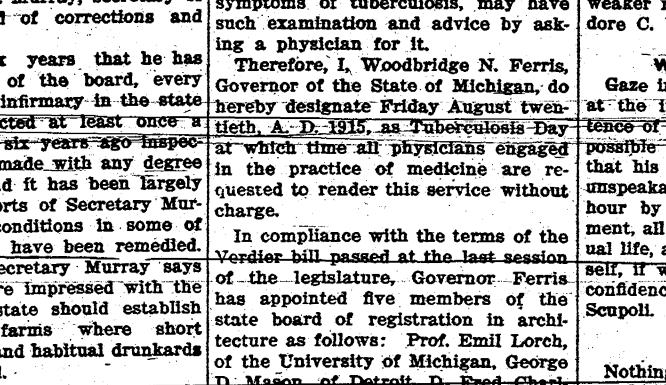 of corrections and
years that he has
of the board, every
infirmary in the state
cted at least once a
six years ago inspec-
made with any degree
d it has been largely
orts of Secretary Mur-
conditions in some of
have been remedied.
ecretary Murray says
re impressed with the
state should establish
farms where short
and habitual drunkards
symptoms of tuberculosis, may have
such examination and advice by ask-
ing a physician for it.
Therefore, I, Woodbridge N. Ferris,
Governor of the State of Michigan, do
hereby designate Friday August twen-
tieth, A. D. 1915, as Tuberculosis Day
at which time all physicians engaged
in the practice of medicine are re-
quested to render this service without
charge.
In compliance with the terms of the
Verdier bill passed at the last session
of the legislature, Governor Ferris
has appointed five members of the
state board of registration in archi-
tecture as follows: Prof. Emil Lorch,
of the University of Michigan, George
D. Mason, of Detroit, D. Fred Charl-
weaker
dore C.
Gaze in
at the
tence of
possible
that his
unspeaka
hour by
ment, all
ual life, a
self, if w
confidenc
Scupoli.
Nothin